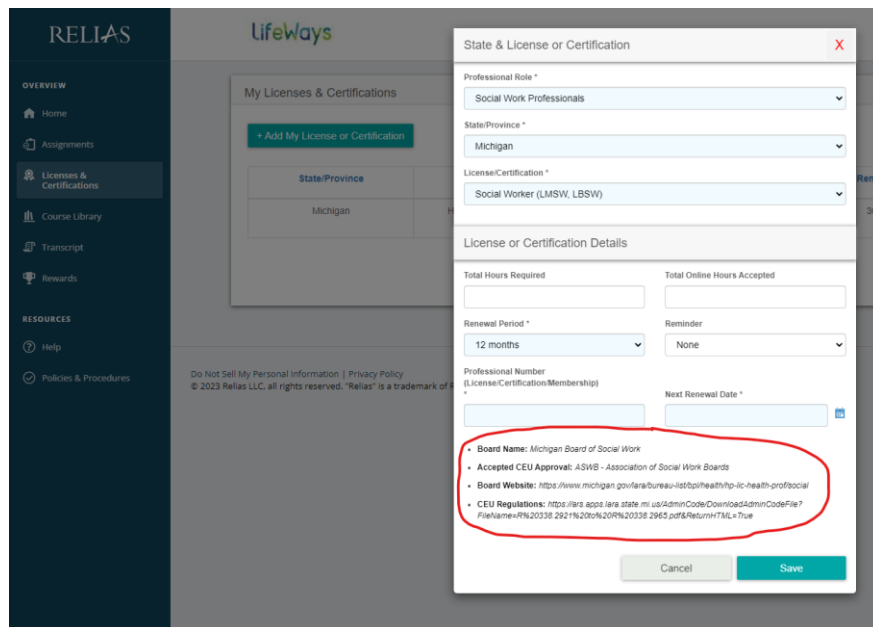 RELIAS
LifeWays
OVERVIEW
Home
Assignments
Licenses &
Certifications
Course Library
Transcript
Rewards
RESOURCES
Help
Policies & Procedures
My Licenses & Certifications
+ Add My License or Certification
State/Province
Michigan
H
Ren
Do Not Sell My Personal Information | Privacy Policy
© 2023 Relias LLC, all rights reserved. "Relias" is a trademark of
State & License or Certification
X
Professional Role *
Social Work Professionals
State/Province *
Michigan
License/Certification *
Social Worker (LMSW, LBSW)
License or Certification Details
Total Hours Required
Total Online Hours Accepted
Renewal Period *
12 months
Reminder
None
Professional Number
(License/Certification/Membership)
*
Next Renewal Date *
• Board Name: Michigan Board of Social Work
• Accepted CEU Approval: ASWB - Association of Social Work Boards
• Board Website: https://www.michigan.gov/lara/bureau-list/bpl/health/hp-lic-health-prof/social
• CEU Regulations: https://ars.apps.lara.state.mi.us/AdminCode/DownloadAdminCodeFile?
FileName=R%20338.2921%20to%20R%20338.2965.pdf&ReturnHTML=True
Cancel
Save